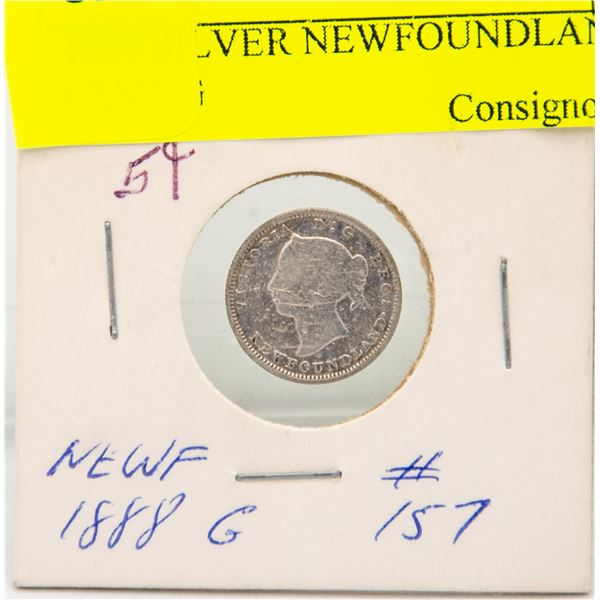 LVER NEWFOUNDLAN
Consigno
5¢
VICTORIA D: G: REG:
NEWFOUNDLAND.
NEWF #
1888 G 157